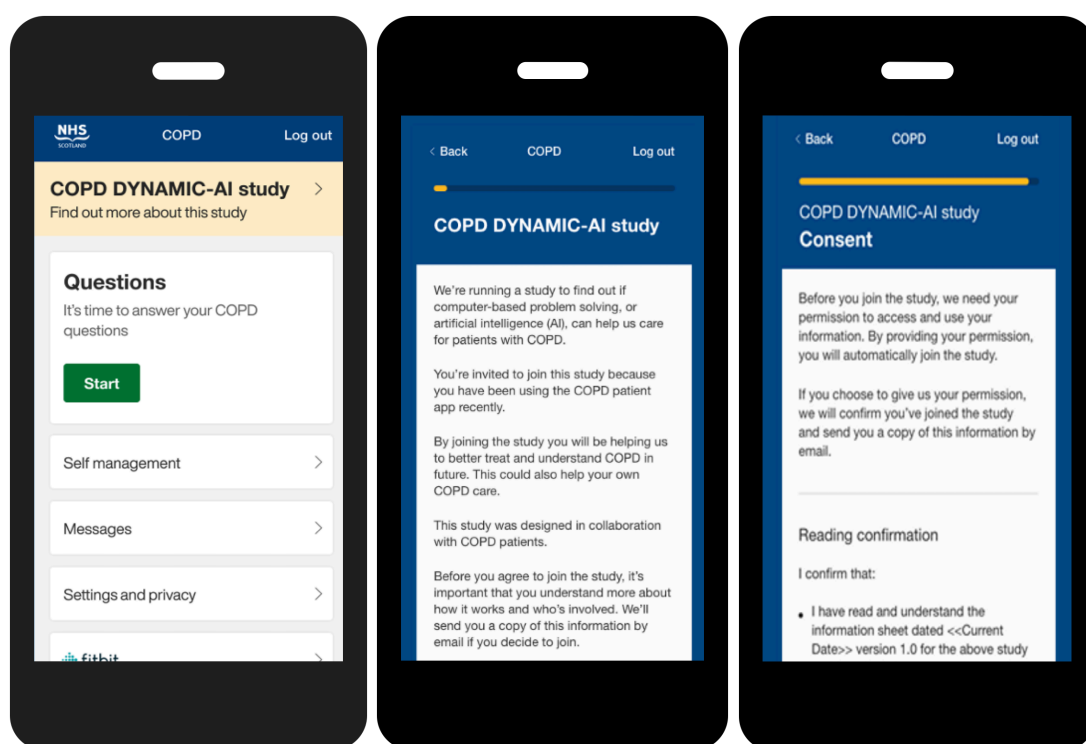 NHS
SCOTLAND
COPD
Log out
COPD DYNAMIC-AI study
Find out more about this study
Questions
It's time to answer your COPD
questions
Start
Self management
Messages
Settings and privacy
fitbit
< Back
COPD
Log out
COPD DYNAMIC-AI study
We're running a study to find out if
computer-based problem solving, or
artificial intelligence (AI), can help us care
for patients with COPD.
You're invited to join this study because
you have been using the COPD patient
app recently.
By joining the study you will be helping us
to better treat and understand COPD in
future. This could also help your own
COPD care.
This study was designed in collaboration
with COPD patients.
Before you agree to join the study, it's
important that you understand more about
how it works and who's involved. We'll
send you a copy of this information by
email if you decide to join.
< Back
COPD
Log out
COPD DYNAMIC-AI study
Consent
Before you join the study, we need your
permission to access and use your
information. By providing your permission,
you will automatically join the study.
If you choose to give us your permission,
we will confirm you've joined the study
and send you a copy of this information by
email.
Reading confirmation
I confirm that:
• I have read and understand the
information sheet dated <<Current
Date>> version 1.0 for the above study